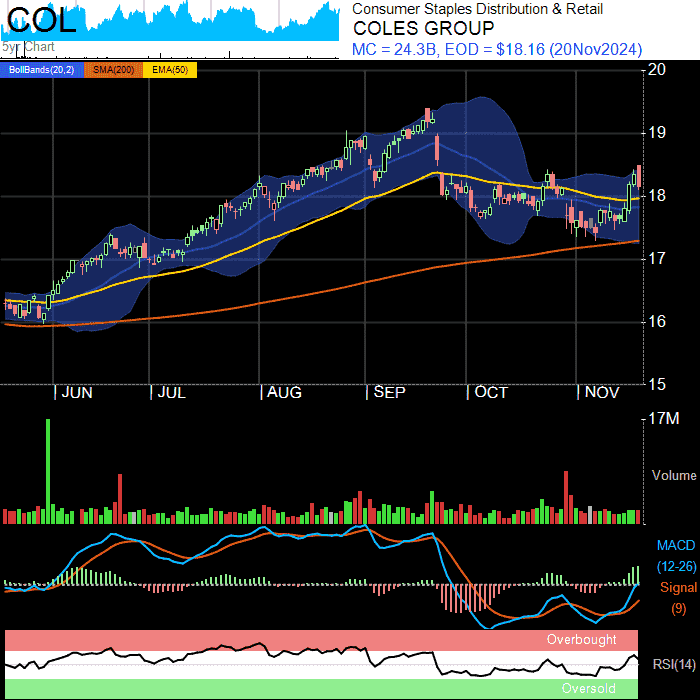 COL
5yr Chart
Consumer Staples Distribution & Retail
COLES GROUP
MC = 24.3B, EOD = $18.16 (20Nov2024)
BollBands(20,2) SMA(200) EMA(50)
20
19
18
17
16
15
JUN JUL AUG SEP OCT NOV
17M
Volume
MACD
(12-26)
Signal
(9)
Overbought
RSI(14)
Oversold